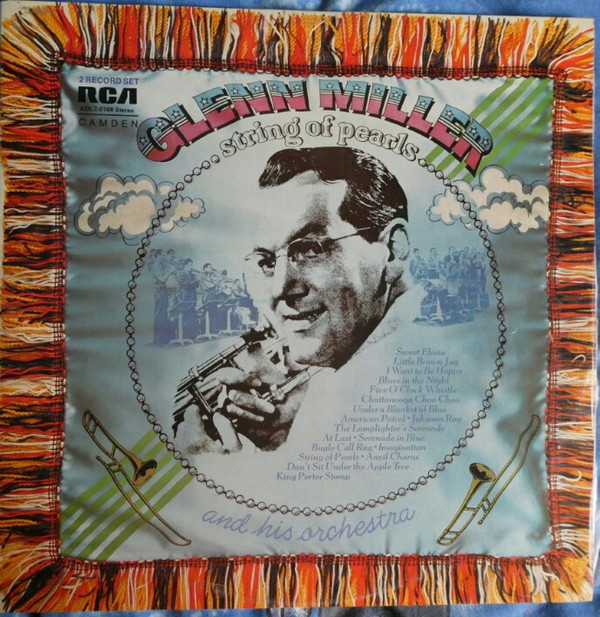 2 RECORD SET
RCA
ADL2-0168 Stereo
CAMDEN
GLENN MILLER
string of pearls
Sweet Eloise
Little Brown Jug
I Want to Be Happy
Blues in the Night
Five O'Clock Whistle
Chattanooga Choo Choo
Under a Blanket of Blue
American Patrol • Johnson Rag
The Lamplighter's Serenade
At Last • Serenade in Blue
Bugle Call Rag • Imagination
String of Pearls • Anvil Chorus
Don't Sit Under the Apple Tree
King Porter Stomp
and his orchestra